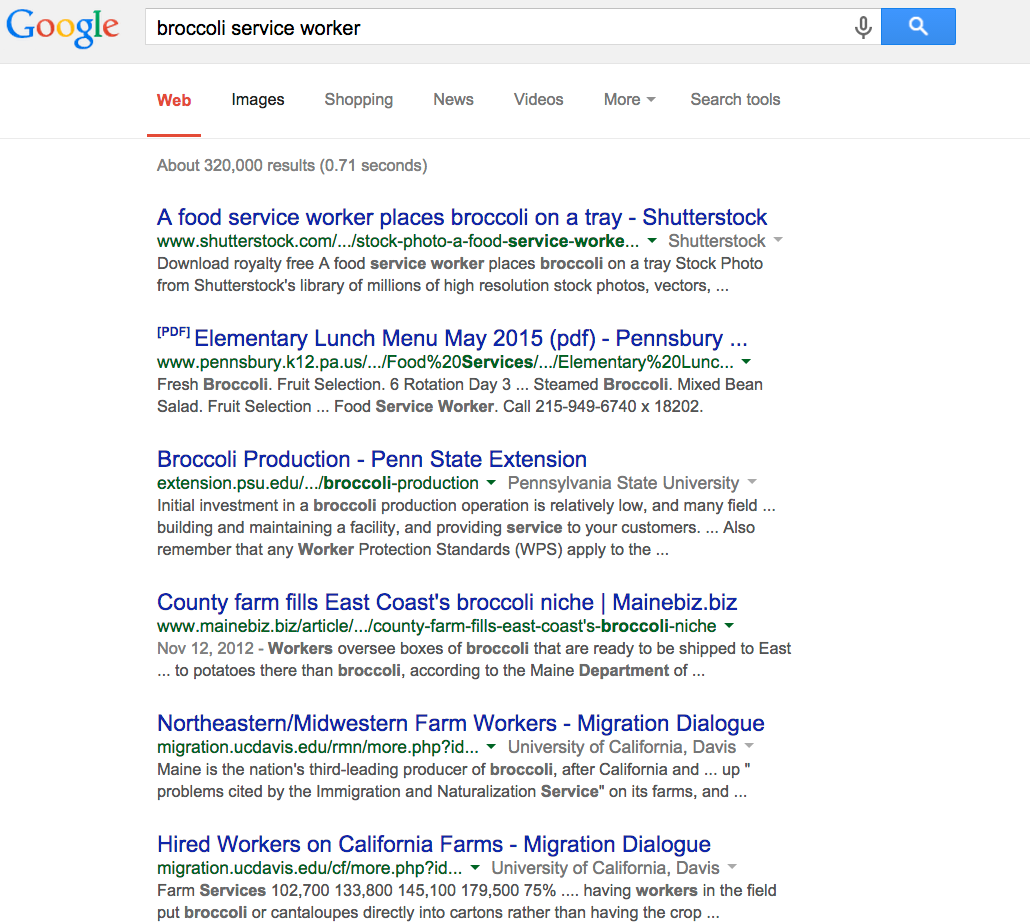 Google broccoli service worker
Web Images Shopping News Videos More Search tools
About 320,000 results (0.71 seconds)
A food service worker places broccoli on a tray - Shutterstock
www.shutterstock.com/.../stock-photo-a-food-service-worke... Shutterstock
Download royalty free A food service worker places broccoli on a tray Stock Photo
from Shutterstock's library of millions of high resolution stock photos, vectors, ...
[PDF] Elementary Lunch Menu May 2015 (pdf) - Pennsbury ...
www.pennsbury.k12.pa.us/.../Food%20Services/.../Elementary%20Lunc...
Fresh Broccoli. Fruit Selection. 6 Rotation Day 3 ... Steamed Broccoli. Mixed Bean
Salad. Fruit Selection ... Food Service Worker. Call 215-949-6740 x 18202.
Broccoli Production - Penn State Extension
extension.psu.edu/.../broccoli-production Pennsylvania State University
Initial investment in a broccoli production operation is relatively low, and many field ...
building and maintaining a facility, and providing service to your customers. ... Also
remember that any Worker Protection Standards (WPS) apply to the ...
County farm fills East Coast's broccoli niche | Mainebiz.biz
www.mainebiz.biz/article/.../county-farm-fills-east-coast's-broccoli-niche
Nov 12, 2012 - Workers oversee boxes of broccoli that are ready to be shipped to East
... to potatoes there than broccoli, according to the Maine Department of ...
Northeastern/Midwestern Farm Workers - Migration Dialogue
migration.ucdavis.edu/rmn/more.php?id... University of California, Davis
Maine is the nation's third-leading producer of broccoli, after California and ... up "
problems cited by the Immigration and Naturalization Service" on its farms, and ...
Hired Workers on California Farms - Migration Dialogue
migration.ucdavis.edu/cf/more.php?id... University of California, Davis
Farm Services 102,700 133,800 145,100 179,500 75% .... having workers in the field
put broccoli or cantaloupes directly into cartons rather than having the crop ...